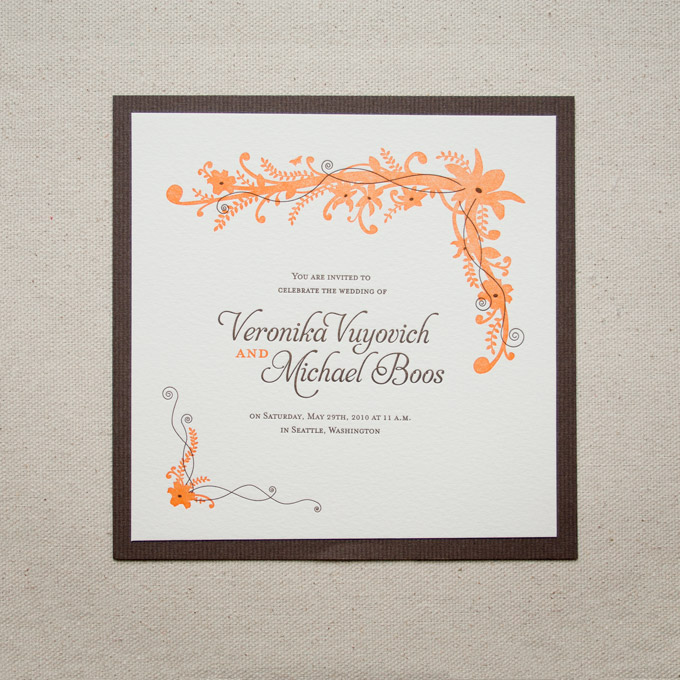 You are invited to
celebrate the wedding of
Veronika Vuyovich
and
Michael Boos
on Saturday, May 29th, 2010 at 11 a.m.
in Seattle, Washington